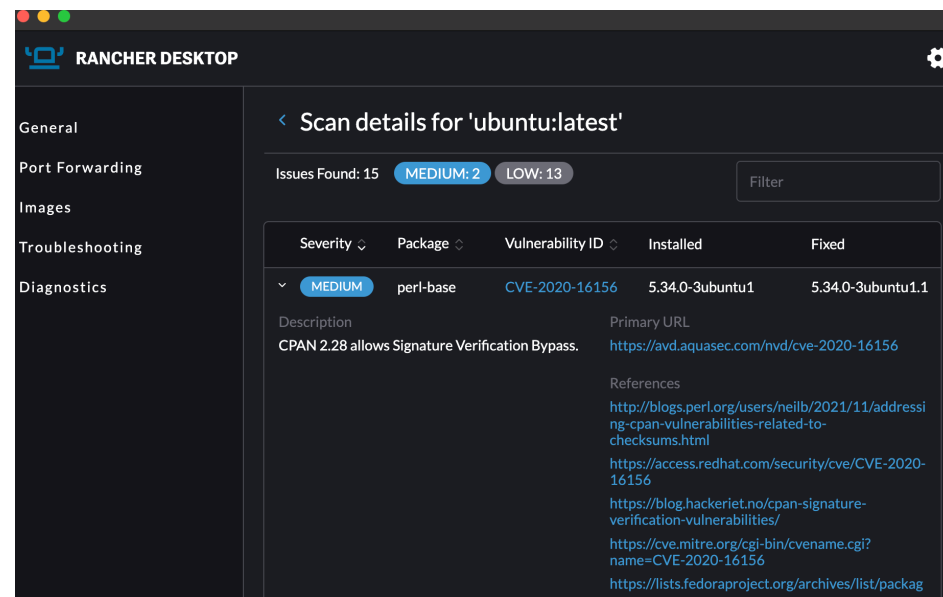 RANCHER DESKTOP
General
Port Forwarding
Images
Troubleshooting
Diagnostics
Scan details for 'ubuntu:latest'
Issues Found: 15 MEDIUM: 2 LOW: 13 Filter
Severity Package Vulnerability ID Installed Fixed
MEDIUM perl-base CVE-2020-16156 5.34.0-3ubuntu1 5.34.0-3ubuntu1.1
Description
CPAN 2.28 allows Signature Verification Bypass.
Primary URL
https://avd.aquasec.com/nvd/cve-2020-16156
References
http://blogs.perl.org/users/neilb/2021/11/addressi
ng-cpan-vulnerabilities-related-to-
checksums.html
https://access.redhat.com/security/cve/CVE-2020-
16156
https://blog.hackeriet.no/cpan-signature-
verification-vulnerabilities/
https://cve.mitre.org/cgi-bin/cvename.cgi?
name=CVE-2020-16156
https://lists.fedoraproject.org/archives/list/packag